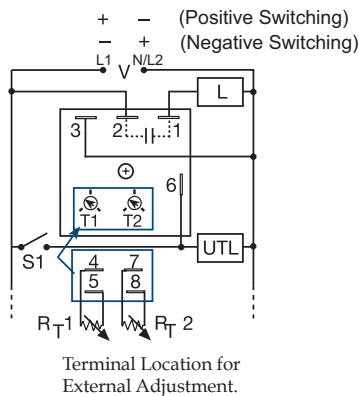 + – (Positive Switching)
– + (Negative Switching)
L1 V N/L2
L
3 2 1
6
T1 T2
S1 UTL
4 7
5 8
RT1 RT2
Terminal Location for
External Adjustment.